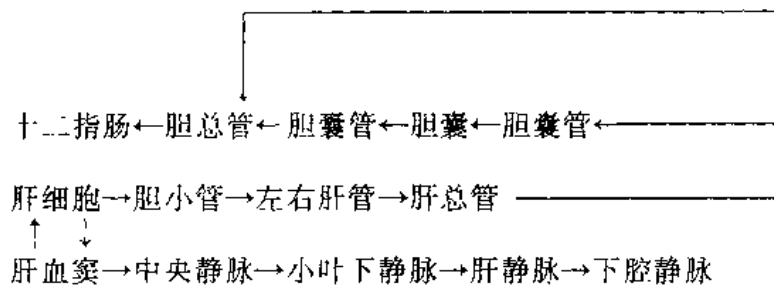 十二指肠←胆总管←胆囊管←胆囊←胆囊管←
肝细胞→胆小管→左右肝管→肝总管
肝血窦→中央静脉→小叶下静脉→肝静脉→下腔静脉